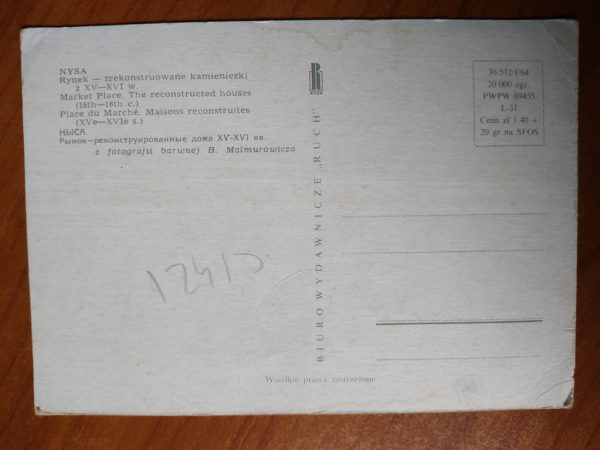 NYSA
Rynek — zrekonstruowane kamieniczki
z XV—XVI w.
Market Place. The reconstructed houses
(15th—16th c.)
Place du Marché. Maisons reconstruites
(XVe—XVIe s.)
НЫСА
Рынок—реконструированные дома XV-XVI вв.
z fotografii barwnej B. Malmurowicza
BIURO WYDAWNICZE „RUCH"
30-572/I/64
20 000 egz.
PWPW-89455
L-31
Cena zł 1.40 +
20 gr na SFOS
Wszelkie prawa zastrzeżone